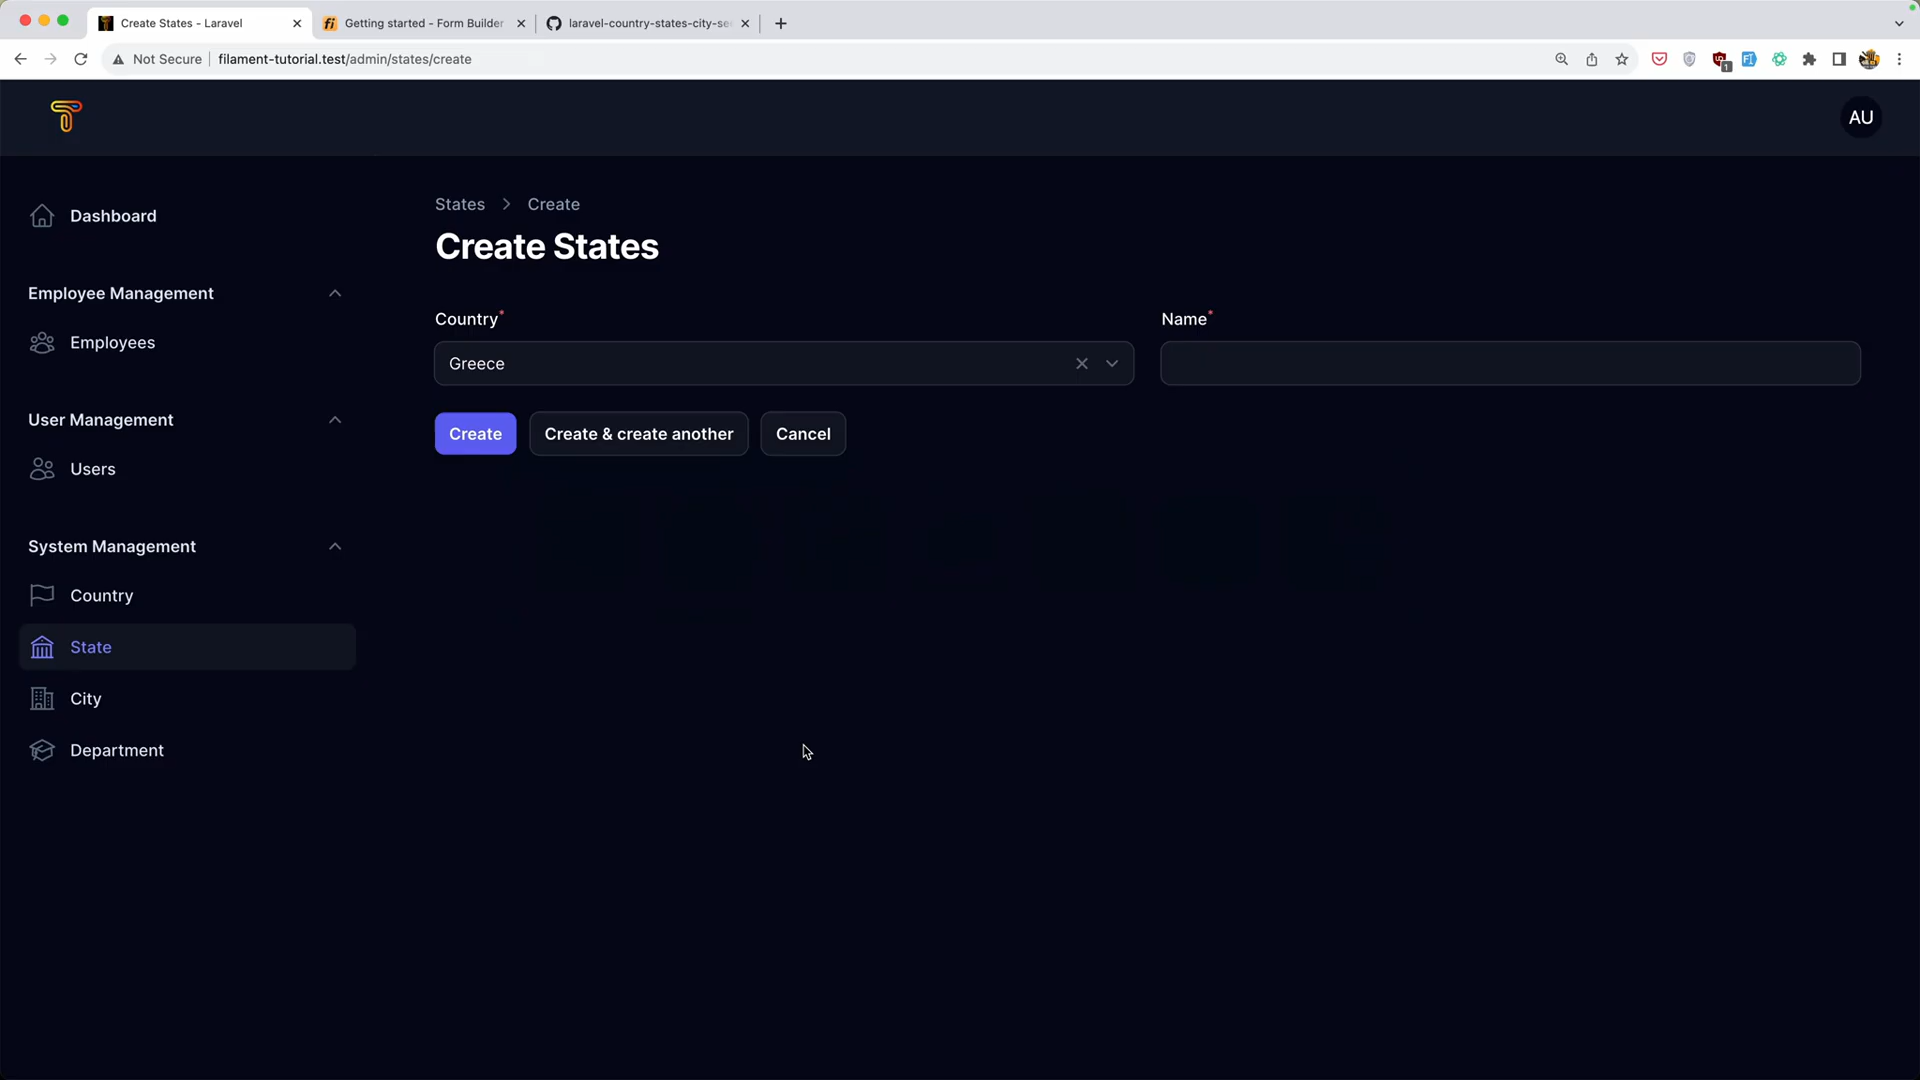 Create States - Laravel
Getting started - Form Builder
laravel-country-states-city-se
Not Secure
filament-tutorial.test/admin/states/create
1
AU
Dashboard
Employee Management
Employees
User Management
Users
System Management
Country
State
City
Department
States > Create
Create States
Country*
Greece
Name*
Create
Create & create another
Cancel